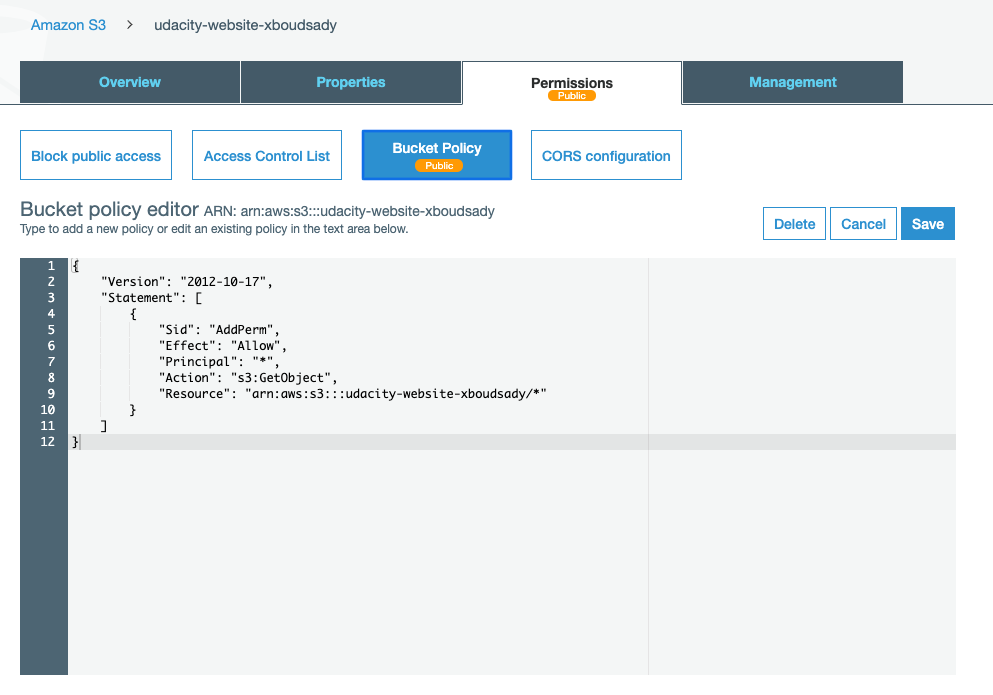 Amazon S3 > udacity-website-xboudsady
Overview Properties Permissions Management
Public
Block public access Access Control List Bucket Policy CORS configuration
Public
Bucket policy editor ARN: arn:aws:s3:::udacity-website-xboudsady
Type to add a new policy or edit an existing policy in the text area below.
Delete Cancel Save
1 {
2 "Version": "2012-10-17",
3 "Statement": [
4 {
5 "Sid": "AddPerm",
6 "Effect": "Allow",
7 "Principal": "*",
8 "Action": "s3:GetObject",
9 "Resource": "arn:aws:s3:::udacity-website-xboudsady/*"
10 }
11 ]
12 }